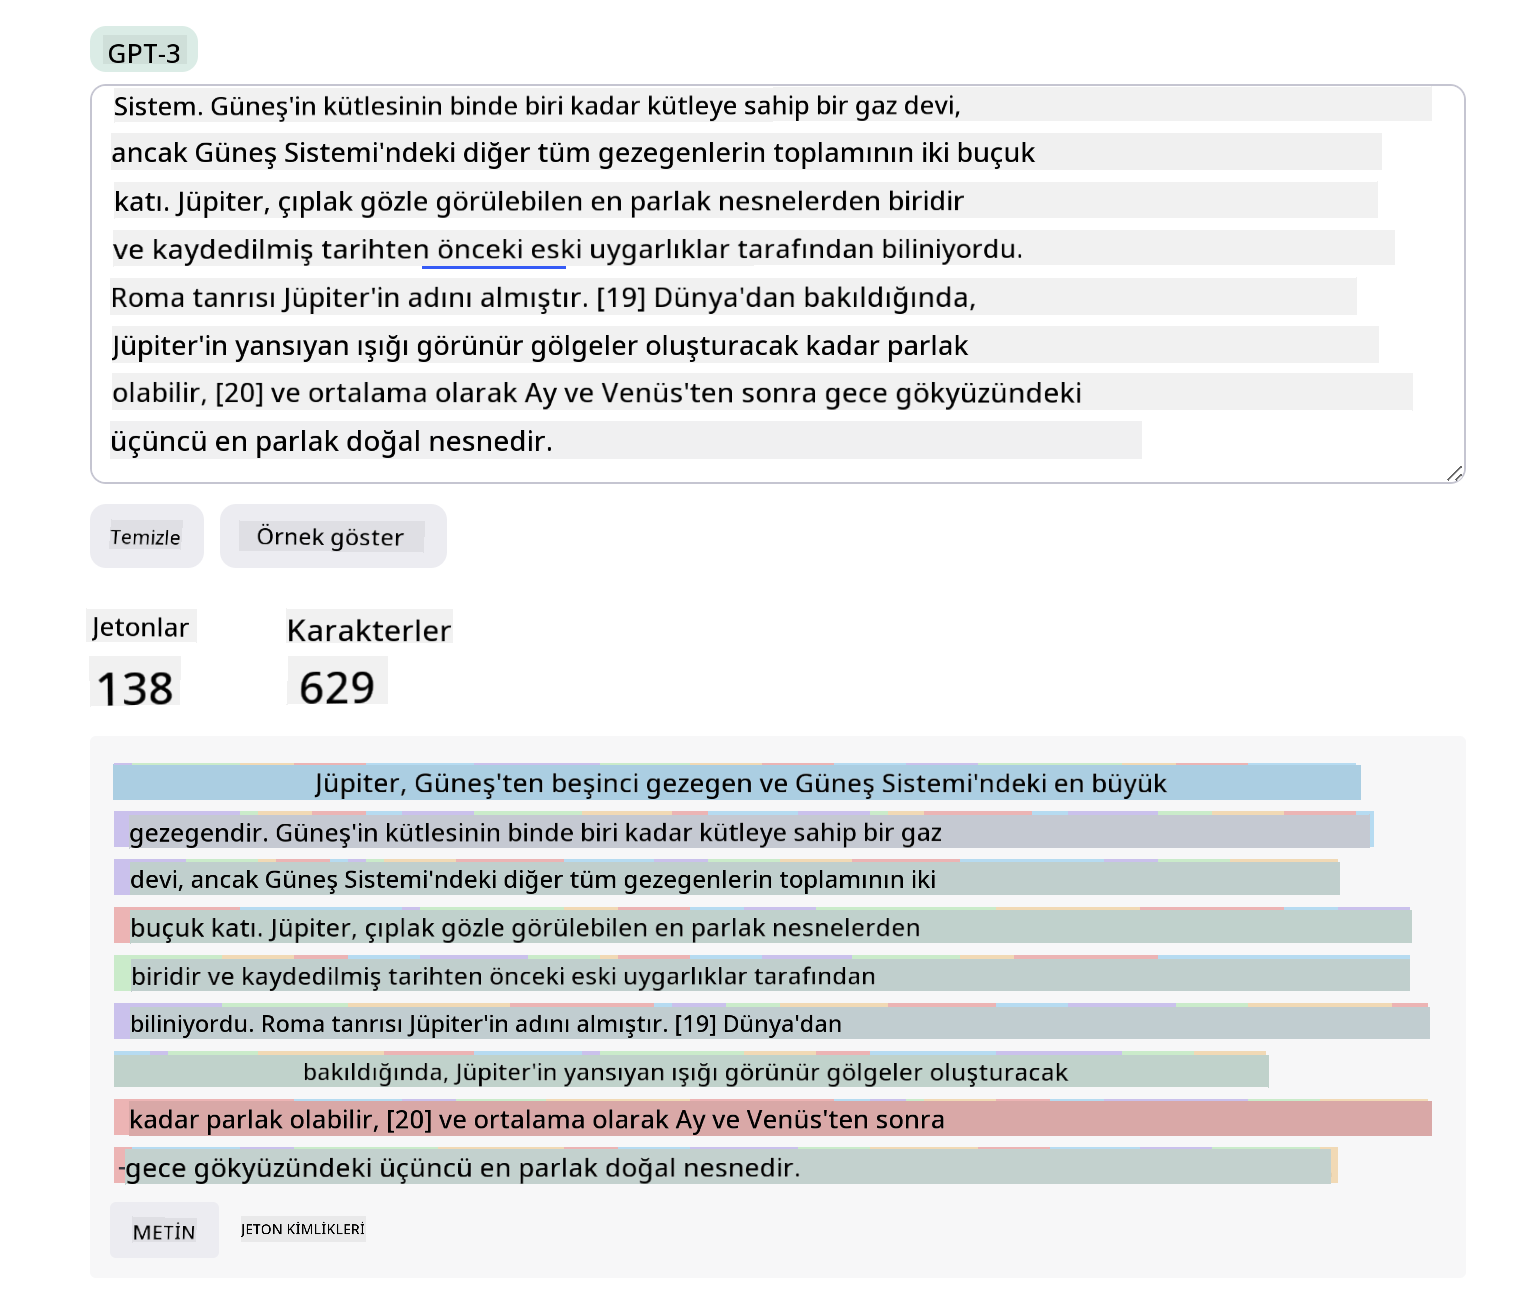 GPT-3
Sistem. Güneş'in kütlesinin binde biri kadar kütleye sahip bir gaz devi,
ancak Güneş Sistemi'ndeki diğer tüm gezegenlerin toplamının iki buçuk
katı. Jüpiter, çıplak gözle görülebilen en parlak nesnelerden biridir
ve kaydedilmiş tarihten önceki eski uygarlıklar tarafından biliniyordu.
Roma tanrısı Jüpiter'in adını almıştır. [19] Dünya'dan bakıldığında,
Jüpiter'in yansıyan ışığı görünür gölgeler oluşturacak kadar parlak
olabilir, [20] ve ortalama olarak Ay ve Venüs'ten sonra gece gökyüzündeki
üçüncü en parlak doğal nesnedir.
Temizle
Örnek göster
Jetonlar
Karakterler
138
629
Jüpiter, Güneş'ten beşinci gezegen ve Güneş Sistemi'ndeki en büyük
gezegendir. Güneş'in kütlesinin binde biri kadar kütleye sahip bir gaz
devi, ancak Güneş Sistemi'ndeki diğer tüm gezegenlerin toplamının iki
buçuk katı. Jüpiter, çıplak gözle görülebilen en parlak nesnelerden
biridir ve kaydedilmiş tarihten önceki eski uygarlıklar tarafından
biliniyordu. Roma tanrısı Jüpiter'in adını almıştır. [19] Dünya'dan
bakıldığında, Jüpiter'in yansıyan ışığı görünür gölgeler oluşturacak
kadar parlak olabilir, [20] ve ortalama olarak Ay ve Venüs'ten sonra
-gece gökyüzündeki üçüncü en parlak doğal nesnedir.
METİN
JETON KİMLİKLERİ